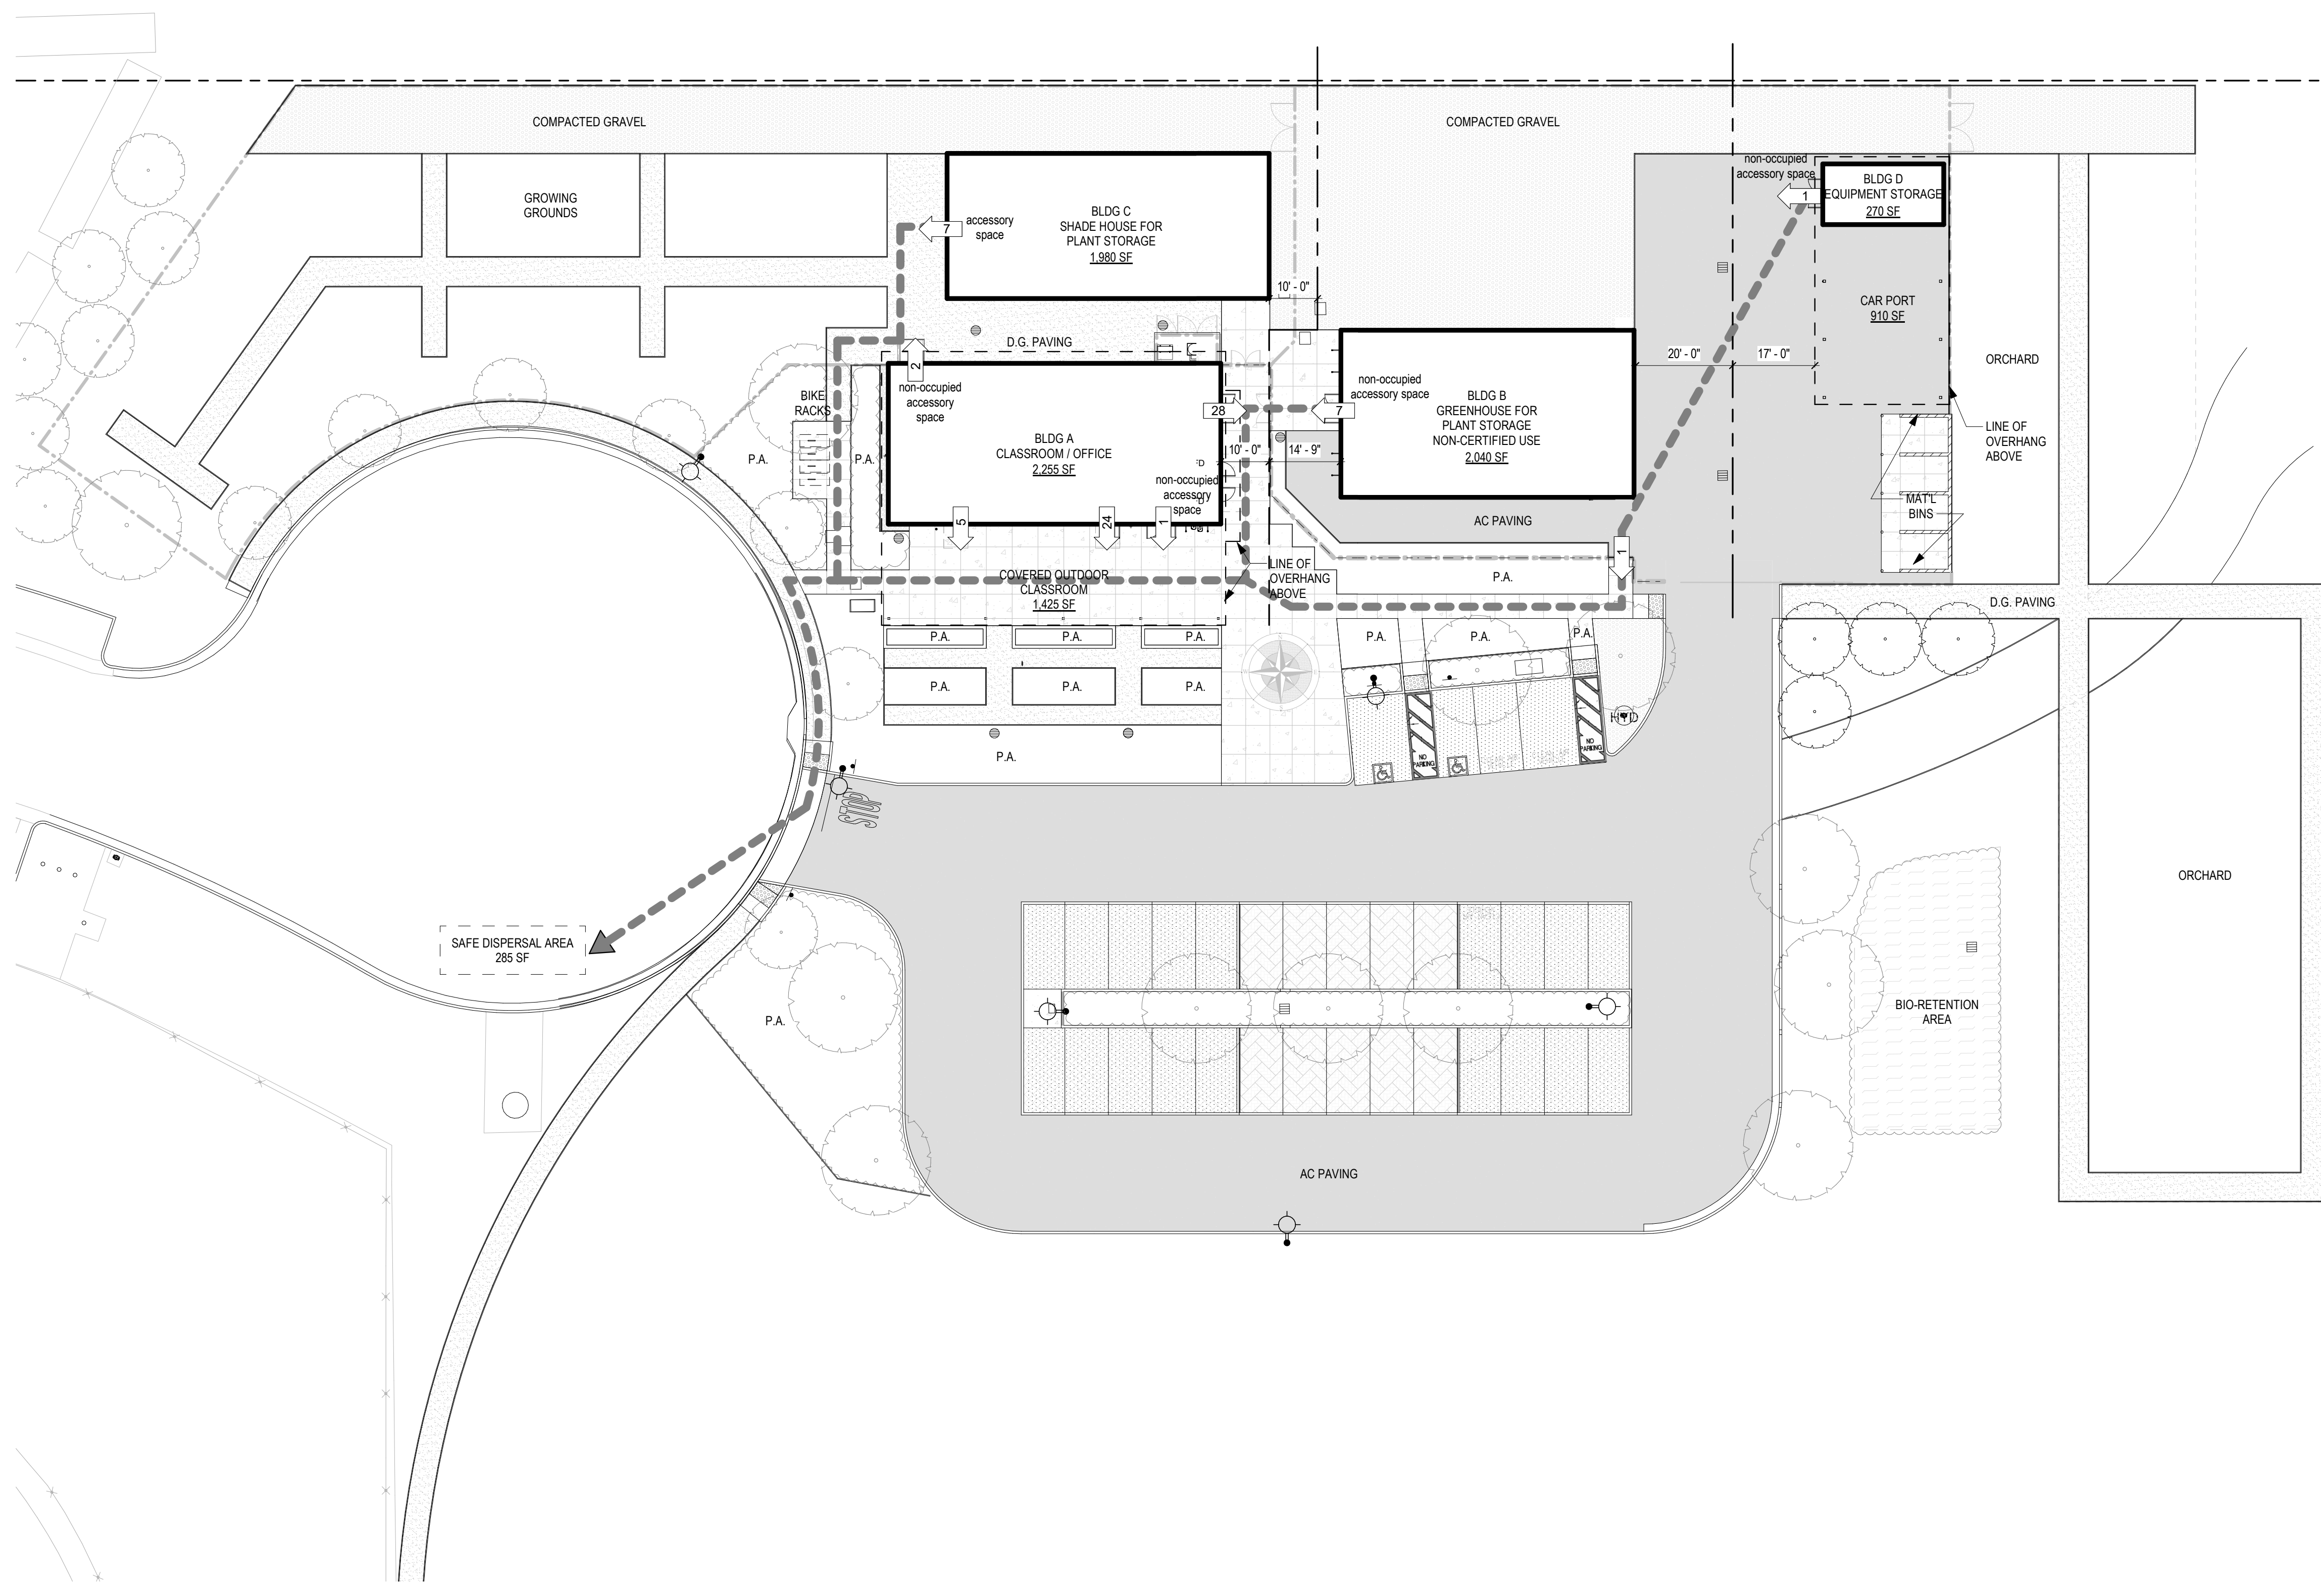 COMPACTED GRAVEL
COMPACTED GRAVEL
non-occupied
accessory space
1
BLDG D
EQUIPMENT STORAGE
270 SF
GROWING
GROUNDS
7
accessory
space
BLDG C
SHADE HOUSE FOR
PLANT STORAGE
1,980 SF
10' - 0"
CAR PORT
910 SF
D.G. PAVING
20' - 0"
17' - 0"
ORCHARD
2
non-occupied
accessory
space
BIKE
RACKS
28
7
non-occupied
accessory space
BLDG B
GREENHOUSE FOR
PLANT STORAGE
NON-CERTIFIED USE
2,040 SF
LINE OF
OVERHANG
ABOVE
P.A.
P.A.
BLDG A
CLASSROOM / OFFICE
2,255 SF
10' - 0"
14' - 9"
non-occupied
accessory
space
MAT'L
BINS
5
24
1
AC PAVING
1
COVERED OUTDOOR
CLASSROOM
1,425 SF
LINE OF
OVERHANG
ABOVE
P.A.
D.G. PAVING
P.A.
P.A.
P.A.
P.A.
P.A.
P.A.
P.A.
P.A.
P.A.
HYD
P.A.
NO
PARKING
NO
PARKING
STOP
ORCHARD
SAFE DISPERSAL AREA
285 SF
P.A.
BIO-RETENTION
AREA
AC PAVING